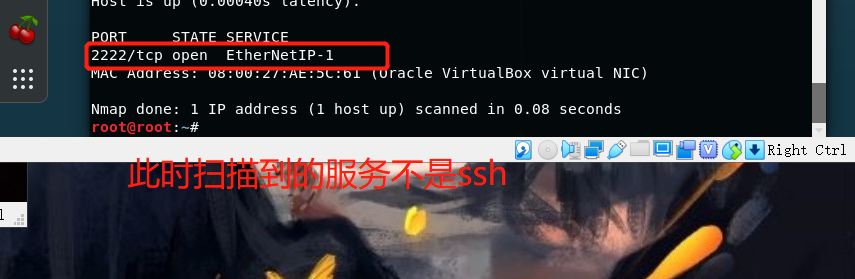 Host is up (0.00040s latency).
PORT     STATE SERVICE
2222/tcp open  EtherNetIP-1
MAC Address: 08:00:27:AE:5C:61 (Oracle VirtualBox virtual NIC)
Nmap done: 1 IP address (1 host up) scanned in 0.08 seconds
root@root:~#
Right Ctrl
此时扫描到的服务不是ssh